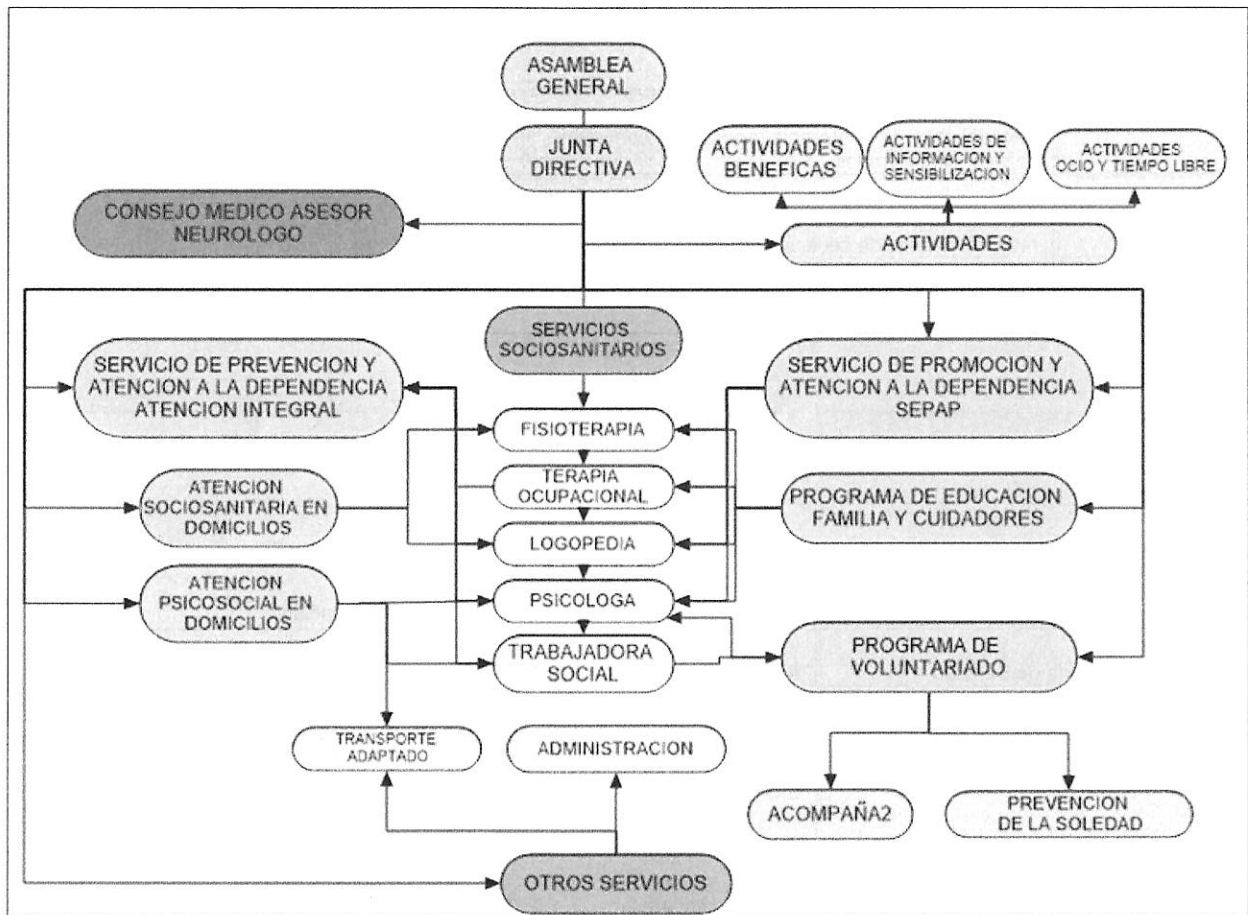 ASAMBLEA
GENERAL
JUNTA
DIRECTIVA
ACTIVIDADES
BENEFICAS
ACTIVIDADES DE
INFORMACION Y
SENSIBILIZACION
ACTIVIDADES
OCIO Y TIEMPO LIBRE
CONSEJO MEDICO ASESOR
NEUROLOGO
ACTIVIDADES
SERVICIOS
SOCIOSANITARIOS
SERVICIO DE PREVENCION Y
ATENCION A LA DEPENDENCIA
ATENCION INTEGRAL
SERVICIO DE PROMOCION Y
ATENCION A LA DEPENDENCIA
SEPAP
FISIOTERAPIA
TERAPIA
OCUPACIONAL
LOGOPEDIA
PSICOLOGA
TRABAJADORA
SOCIAL
ATENCION
SOCIOSANITARIA EN
DOMICILIOS
PROGRAMA DE EDUCACION
FAMILIA Y CUIDADORES
ATENCION
PSICOSOCIAL EN
DOMICILIOS
PROGRAMA DE
VOLUNTARIADO
TRANSPORTE
ADAPTADO
ADMINISTRACION
ACOMPAÑA2
PREVENCION
DE LA SOLEDAD
OTROS SERVICIOS